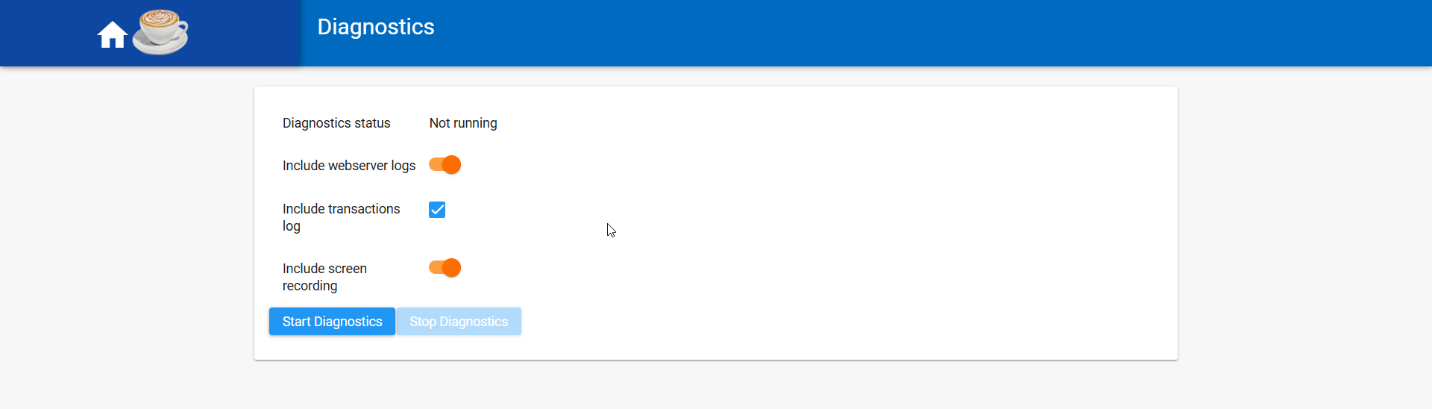 Diagnostics
Diagnostics status Not running
Include webserver logs
Include transactions
log
Include screen
recording
Start Diagnostics Stop Diagnostics